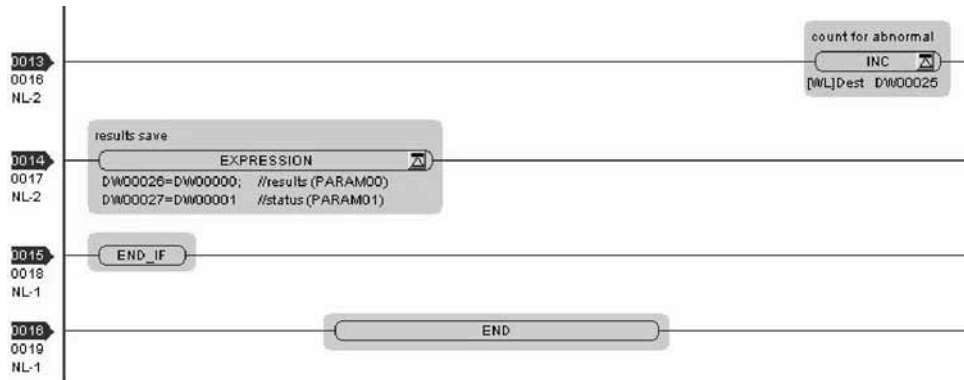 count for abnormal
0013
INC
0016
[WL]Dest DW00025
NL-2
results save
0014
EXPRESSION
0017
DW00026=DW00000; //results (PARAM00)
NL-2
DW00027=DW00001 //status (PARAM01)
0015
END_IF
0018
NL-1
0016
END
0019
NL-1